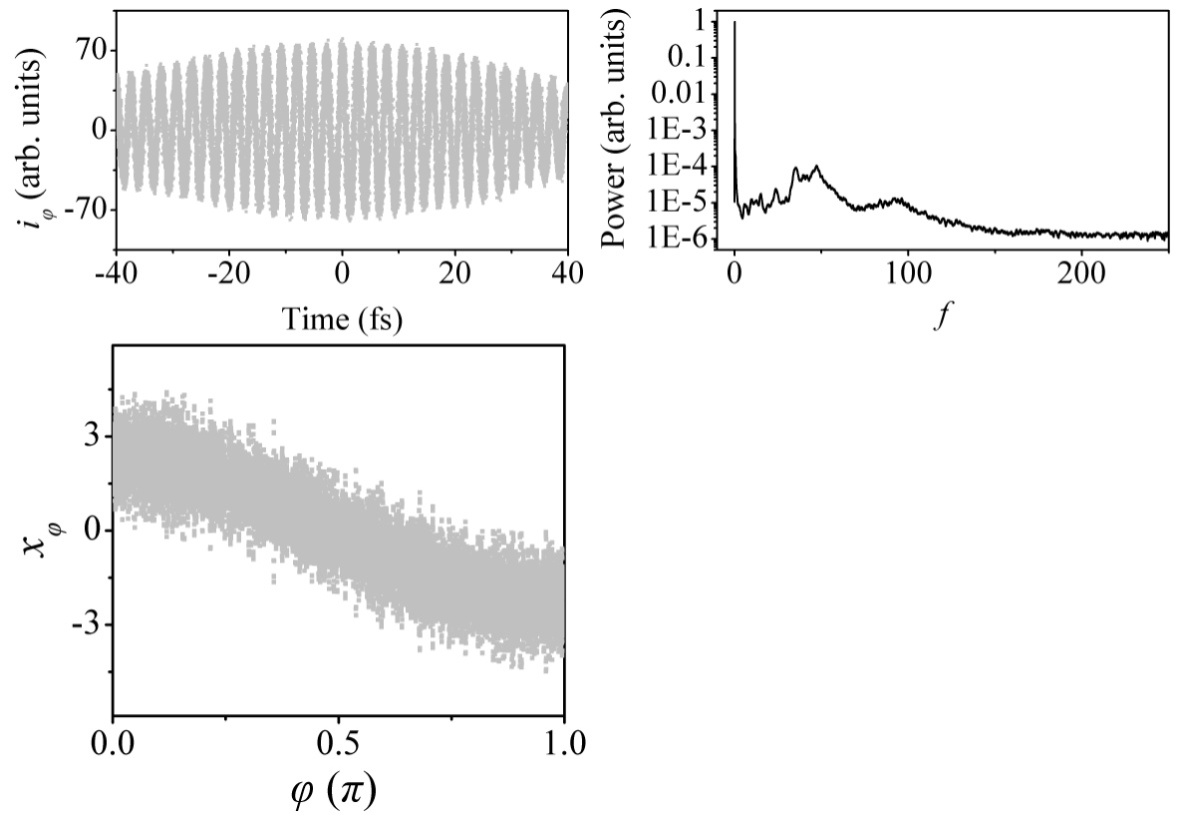 i_φ (arb. units)
70
0
-70
-40 -20 0 20 40
Time (fs)
Power (arb. units)
1
0.1
0.01
1E-3
1E-4
1E-5
1E-6
0 100 200
f
x_φ
3
0
-3
0.0 0.5 1.0
φ (π)